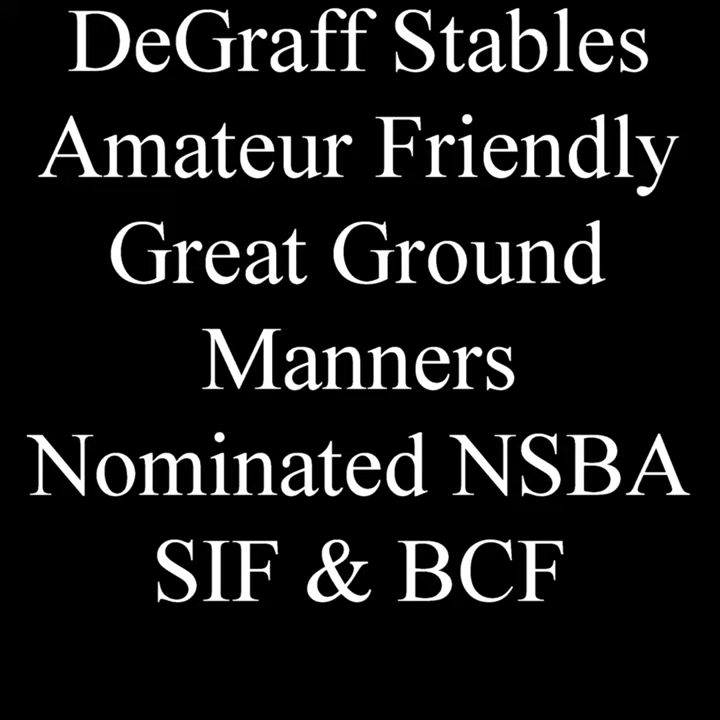 DeGraff Stables
Amateur Friendly
Great Ground
Manners
Nominated NSBA
SIF & BCF